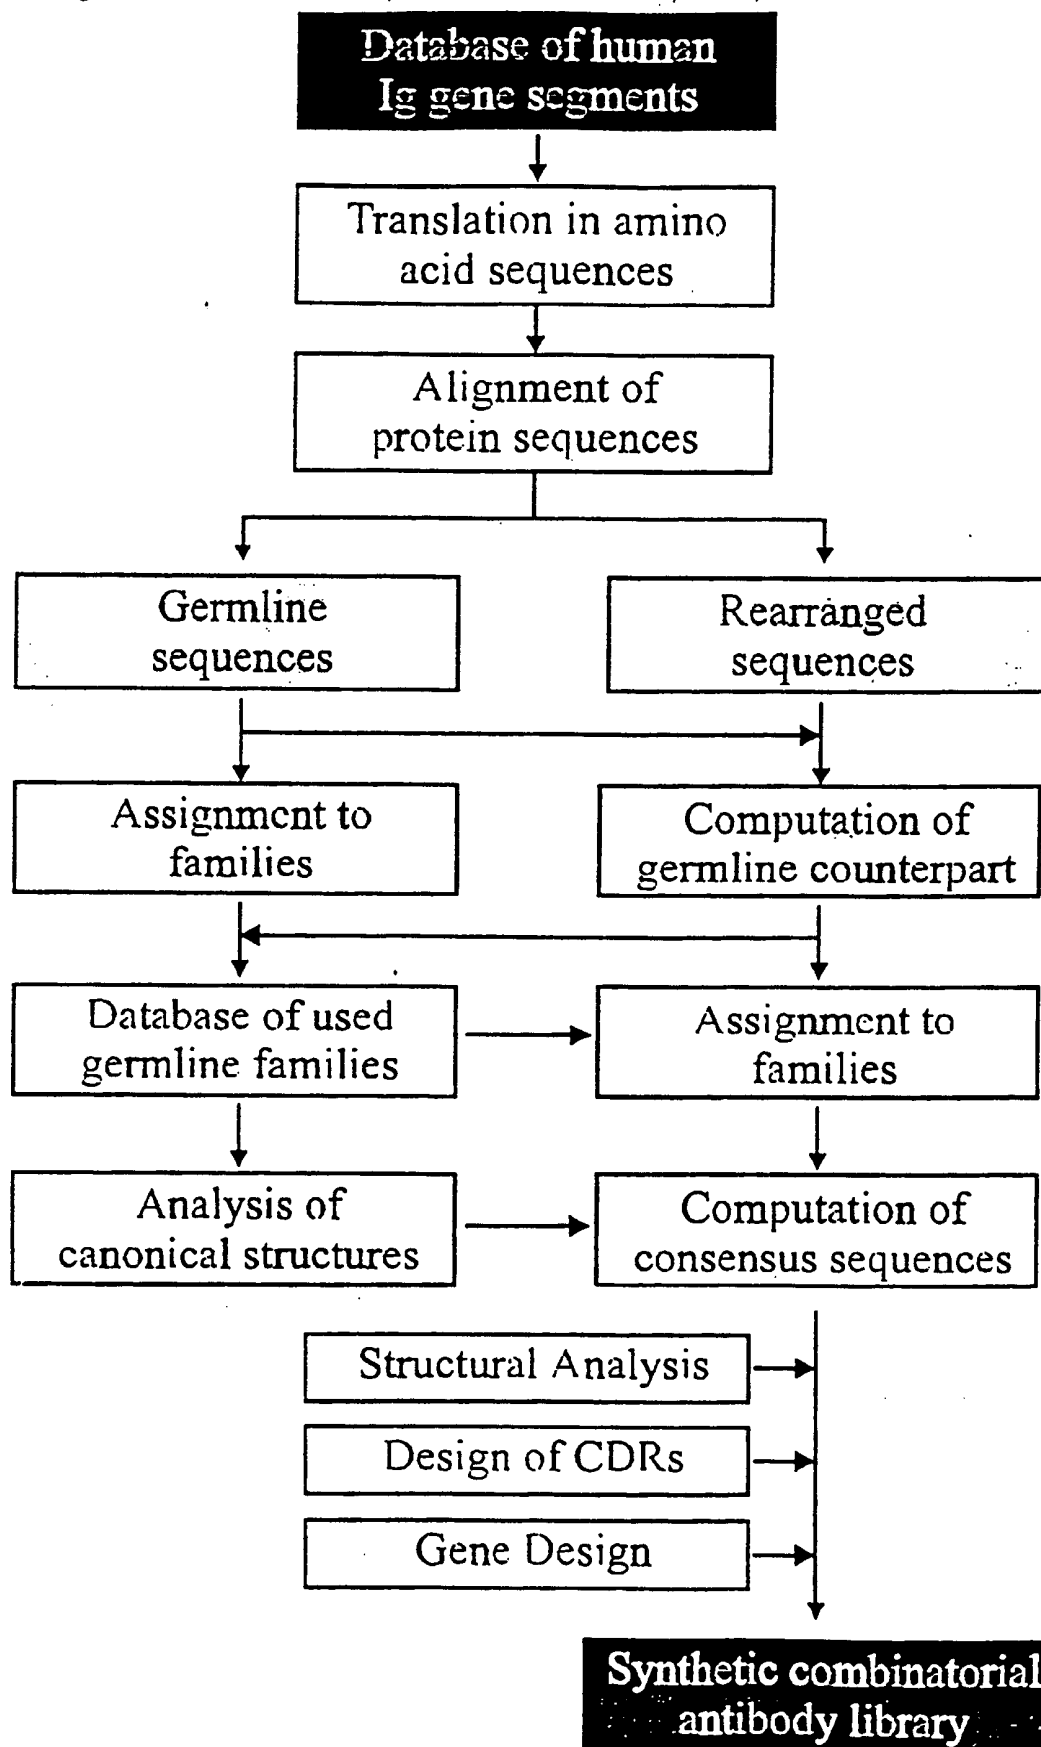 Database of human
Ig gene segments
Translation in amino
acid sequences
Alignment of
protein sequences
Germline
sequences
Rearranged
sequences
Assignment to
families
Computation of
germline counterpart
Database of used
germline families
Assignment to
families
Analysis of
canonical structures
Computation of
consensus sequences
Structural Analysis
Design of CDRs
Gene Design
Synthetic combinatorial
antibody library